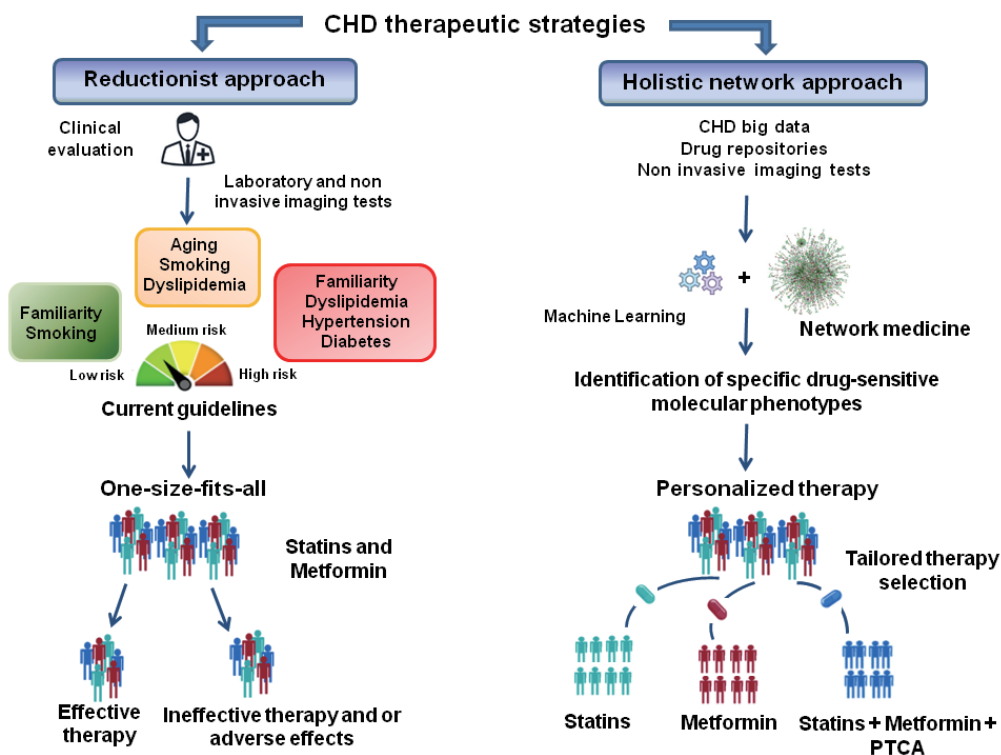 CHD therapeutic strategies
Reductionist approach
Clinical
evaluation
Laboratory and non
invasive imaging tests
Aging
Smoking
Dyslipidemia
Familiarity
Smoking
Familiarity
Dyslipidemia
Hypertension
Diabetes
Medium risk
Low risk
High risk
Current guidelines
One-size-fits-all
Statins and
Metformin
Effective
therapy
Ineffective therapy and or
adverse effects
Holistic network approach
CHD big data
Drug repositories
Non invasive imaging tests
+
Machine Learning
Network medicine
Identification of specific drug-sensitive
molecular phenotypes
Personalized therapy
Tailored therapy
selection
Statins
Metformin
Statins + Metformin +
PTCA